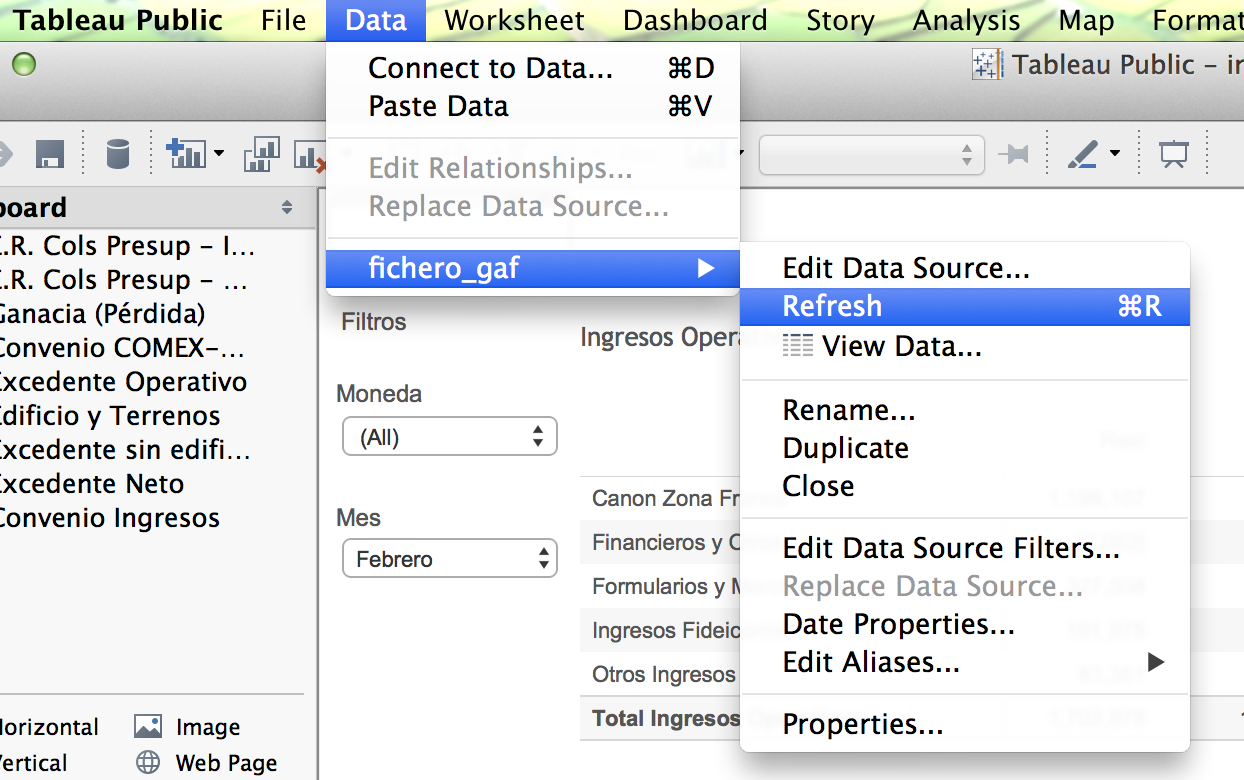 Tableau Public File Data Worksheet Dashboard Story Analysis Map Format
Tableau Public – in
Connect to Data... ⌘D
Paste Data ⌘V
Edit Relationships...
Replace Data Source...
fichero_gaf
Edit Data Source...
Refresh ⌘R
View Data...
Rename...
Duplicate
Close
Edit Data Source Filters...
Replace Data Source...
Date Properties...
Edit Aliases...
Properties...
board
E.R. Cols Presup – I...
E.R. Cols Presup – ...
Ganacia (Pérdida)
Convenio COMEX-...
Excedente Operativo
Edificio y Terrenos
Excedente sin edifi...
Excedente Neto
Convenio Ingresos
Horizontal Image
Vertical Web Page
Filtros
Moneda
(All)
Mes
Febrero
Ingresos Opera
Canon Zona Fr
Financieros y O
Formularios y M
Ingresos Fideic
Otros Ingresos
Total Ingresos